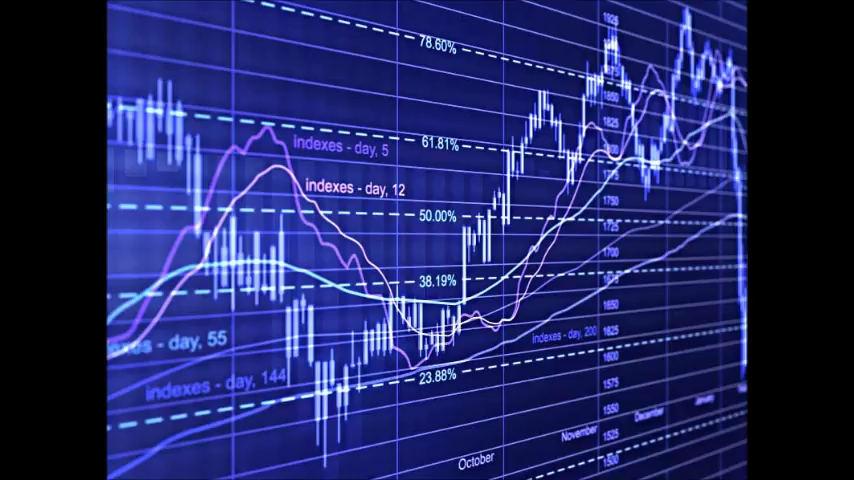 78.60%
indexes - day, 5
61.81%
indexes - day, 12
50.00%
38.19%
indexes - day, 55
indexes - day, 200
indexes - day, 144
23.88%
1925
1850
1825
1800
1775
1750
1725
1700
1675
1650
1625
1600
1575
1550
1525
1500
October
November
December
January